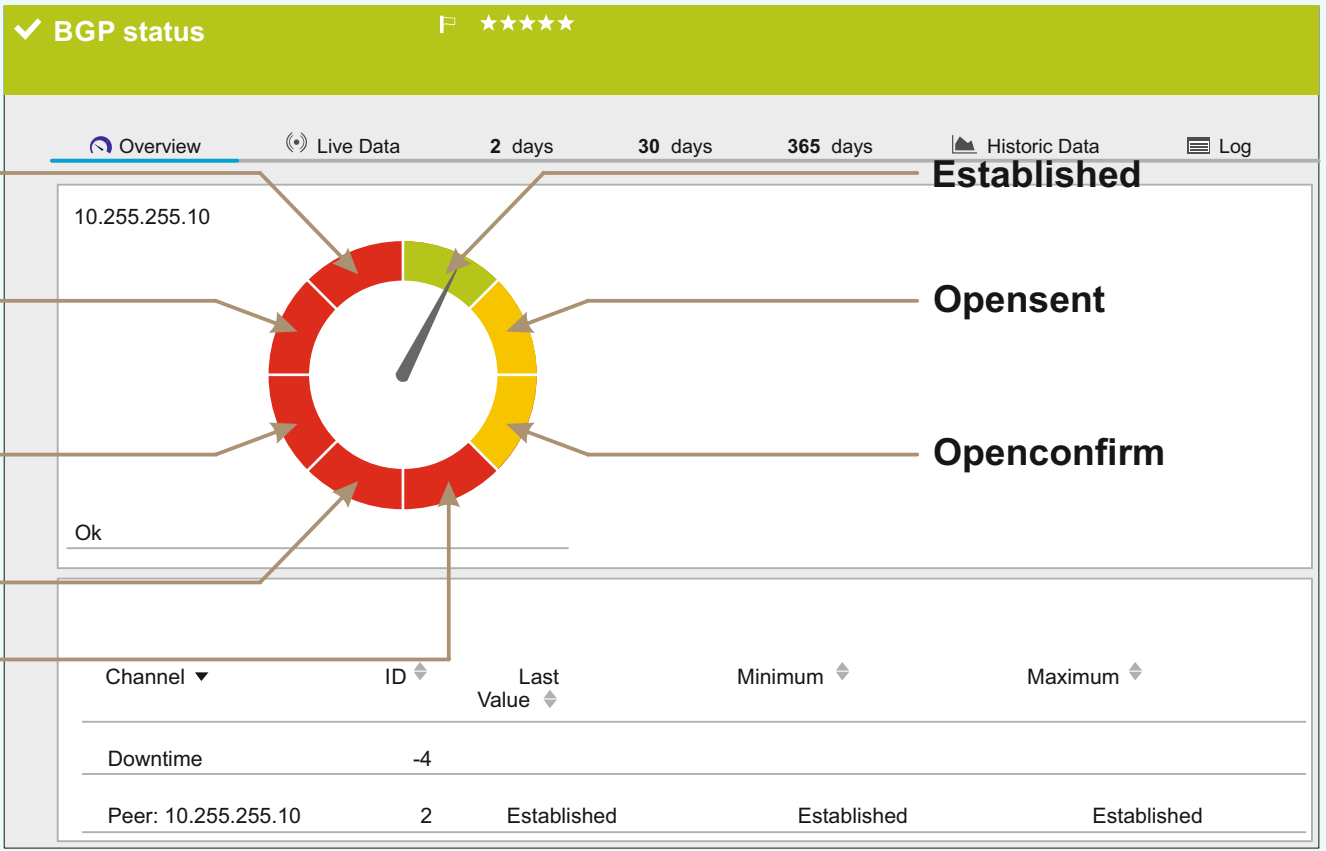 BGP status
Overview Live Data 2 days 30 days 365 days Historic Data Log
Established
10.255.255.10
Opensent
Openconfirm
Ok
Channel ID Last Value Minimum Maximum
Downtime -4
Peer: 10.255.255.10 2 Established Established Established